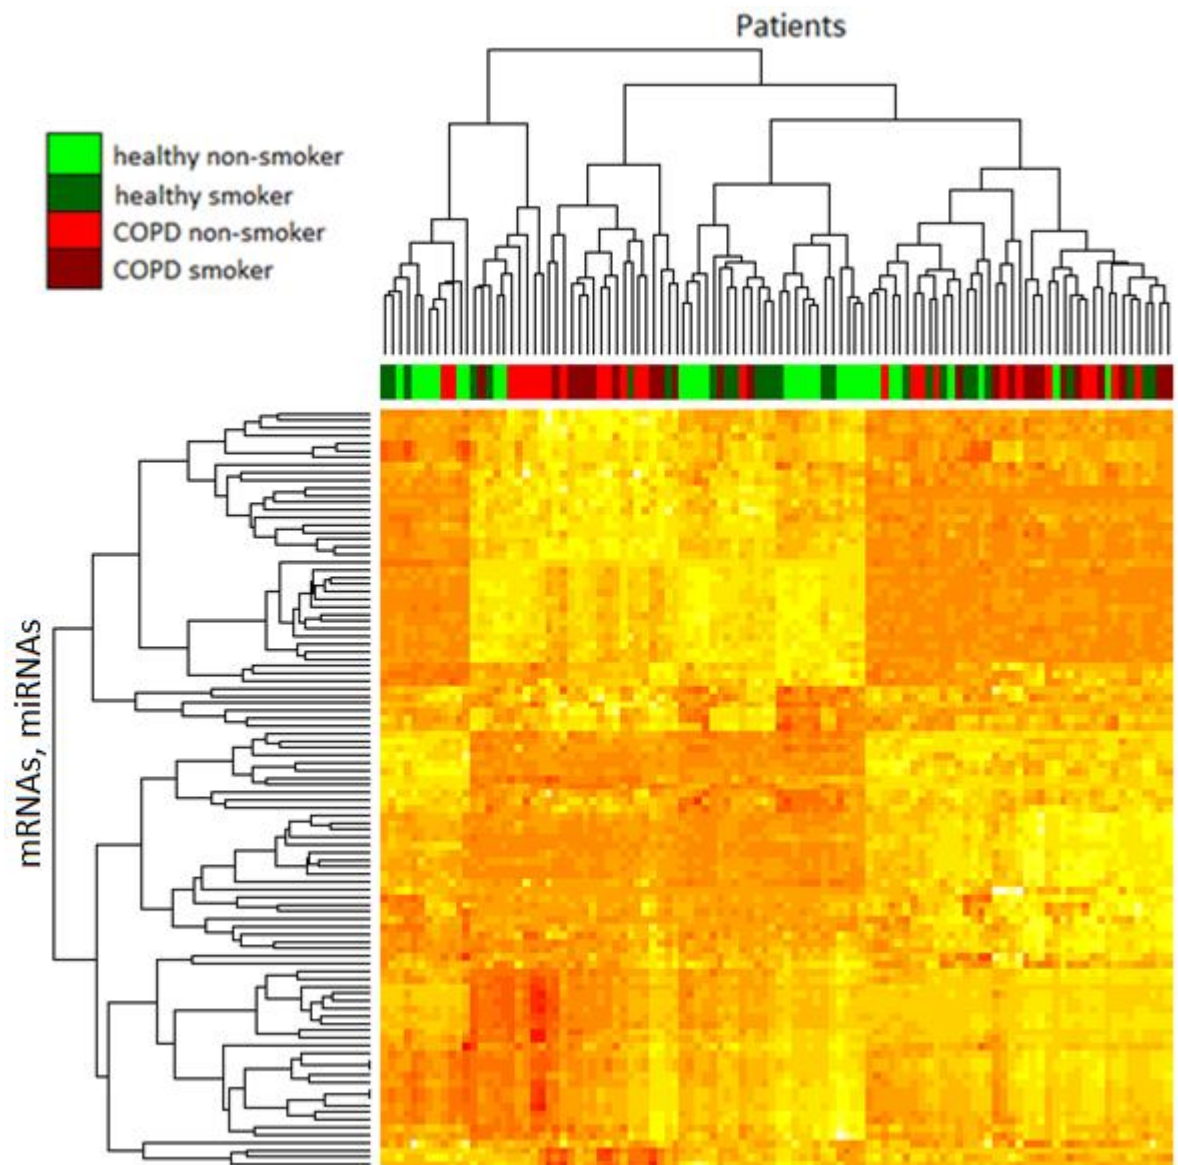 Patients
healthy non-smoker
healthy smoker
COPD non-smoker
COPD smoker
mRNAs, miRNAs